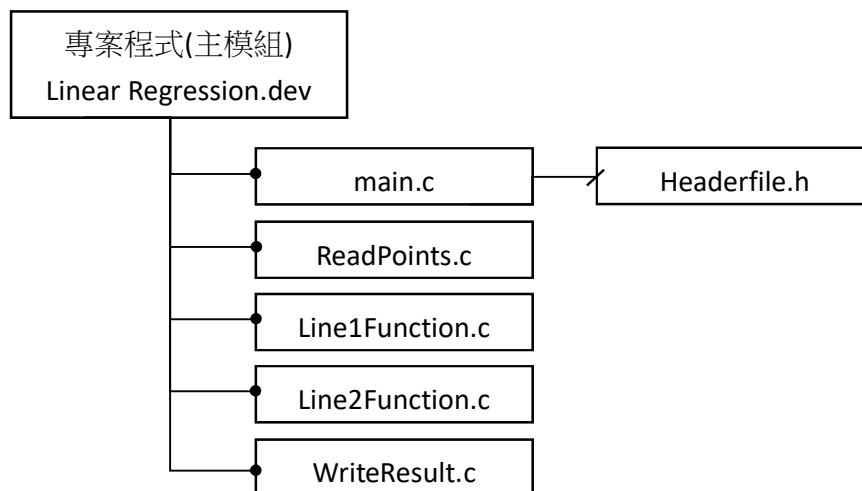 專案程式(主模組)
Linear Regression.dev
main.c
Headerfile.h
ReadPoints.c
Line1Function.c
Line2Function.c
WriteResult.c